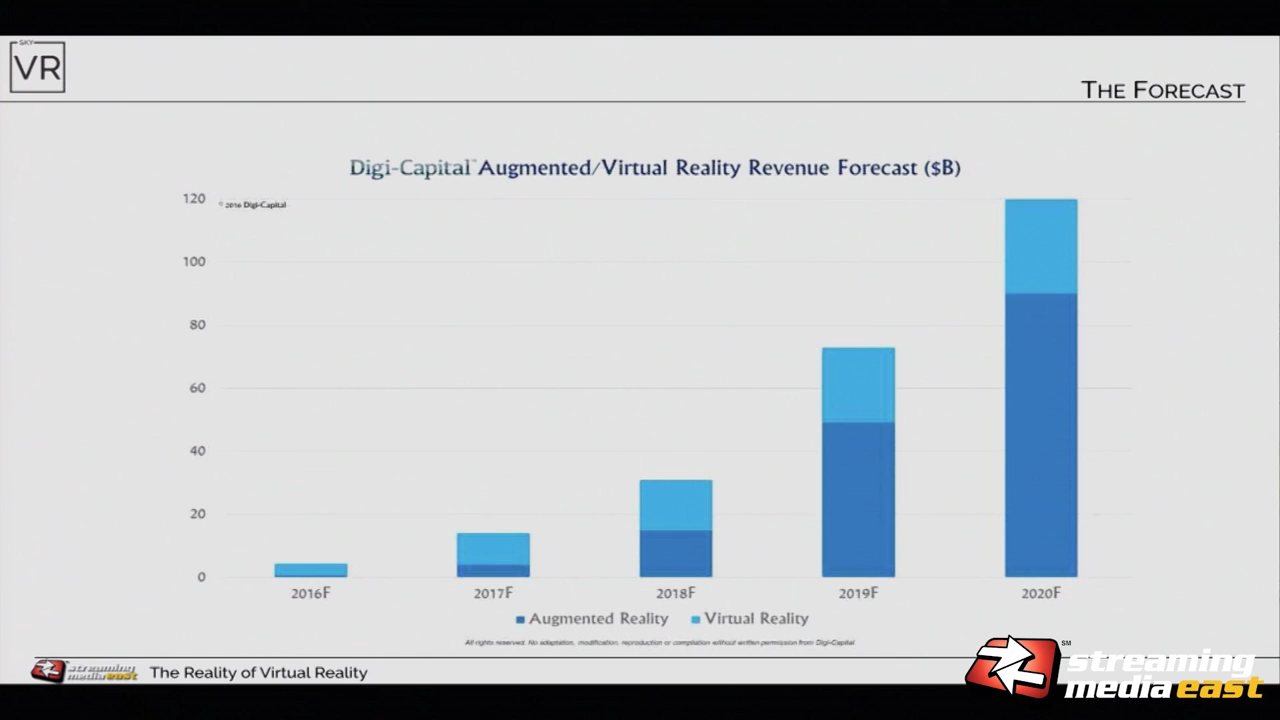 SKY
VR
THE FORECAST
Digi-Capital™ Augmented/Virtual Reality Revenue Forecast ($B)
120
© 2016 Digi-Capital
100
80
60
40
20
0
2016F 2017F 2018F 2019F 2020F
Augmented Reality Virtual Reality
All rights reserved. No adaptation, modification, reproduction or compilation without written permission from Digi-Capital
streaming
media east
The Reality of Virtual Reality
SM
streaming
media east